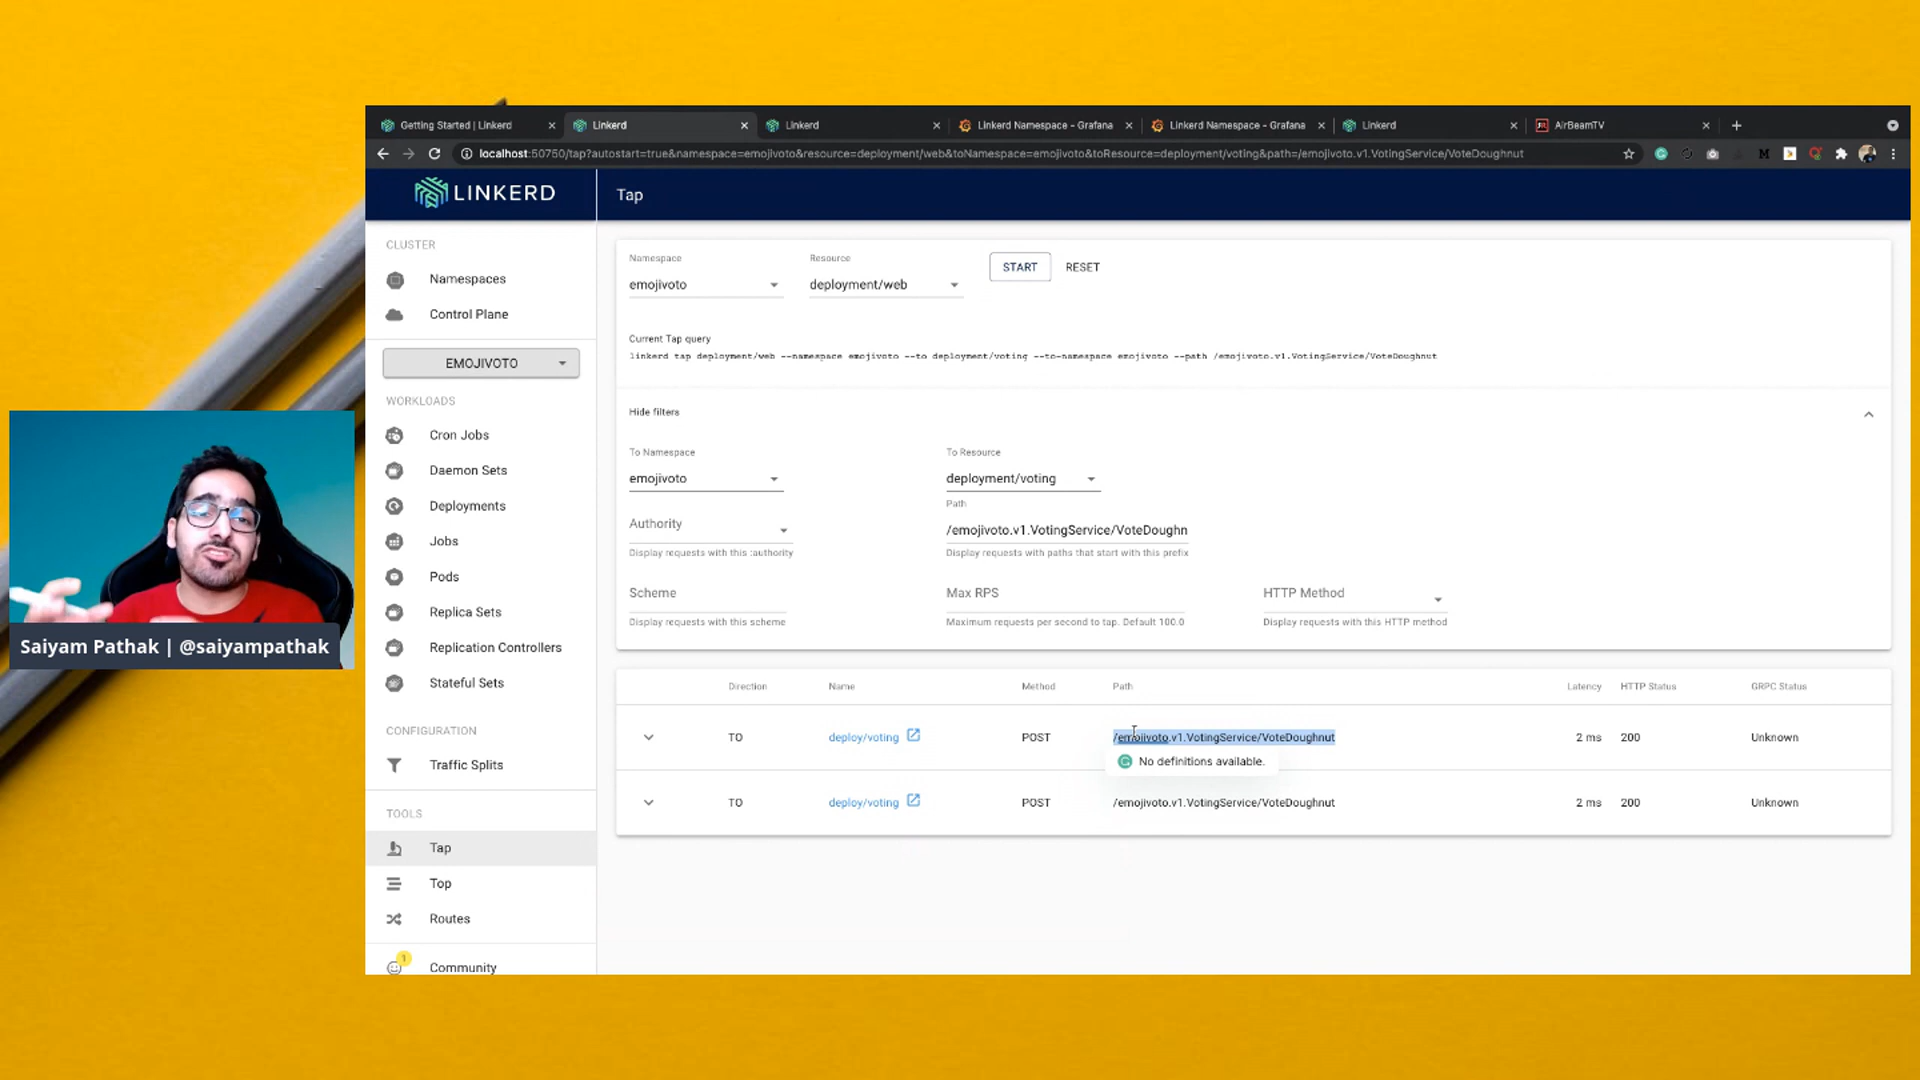 Getting Started | Linkerd
Linkerd
Linkerd
Linkerd Namespace - Grafana
Linkerd Namespace - Grafana
Linkerd
AirBeamTV
localhost:50750/tap?autostart=true&namespace=emojivoto&resource=deployment/web&toNamespace=emojivoto&toResource=deployment/voting&path=/emojivoto.v1.VotingService/VoteDoughnut
LINKERD
Tap
CLUSTER
Namespaces
Control Plane
EMOJIVOTO
WORKLOADS
Cron Jobs
Daemon Sets
Deployments
Jobs
Pods
Replica Sets
Replication Controllers
Stateful Sets
CONFIGURATION
Traffic Splits
TOOLS
Tap
Top
Routes
1
Community
Namespace
emojivoto
Resource
deployment/web
START
RESET
Current Tap query
linkerd tap deployment/web --namespace emojivoto --to deployment/voting --to-namespace emojivoto --path /emojivoto.v1.VotingService/VoteDoughnut
Hide filters
To Namespace
emojivoto
To Resource
deployment/voting
Authority
Display requests with this :authority
Path
/emojivoto.v1.VotingService/VoteDoughn
Display requests with paths that start with this prefix
Scheme
Display requests with this scheme
Max RPS
Maximum requests per second to tap. Default 100.0
HTTP Method
Display requests with this HTTP method
Direction Name Method Path Latency HTTP Status GRPC Status
TO deploy/voting POST /emojivoto.v1.VotingService/VoteDoughnut 2 ms 200 Unknown
No definitions available.
TO deploy/voting POST /emojivoto.v1.VotingService/VoteDoughnut 2 ms 200 Unknown
Saiyam Pathak | @saiyampathak